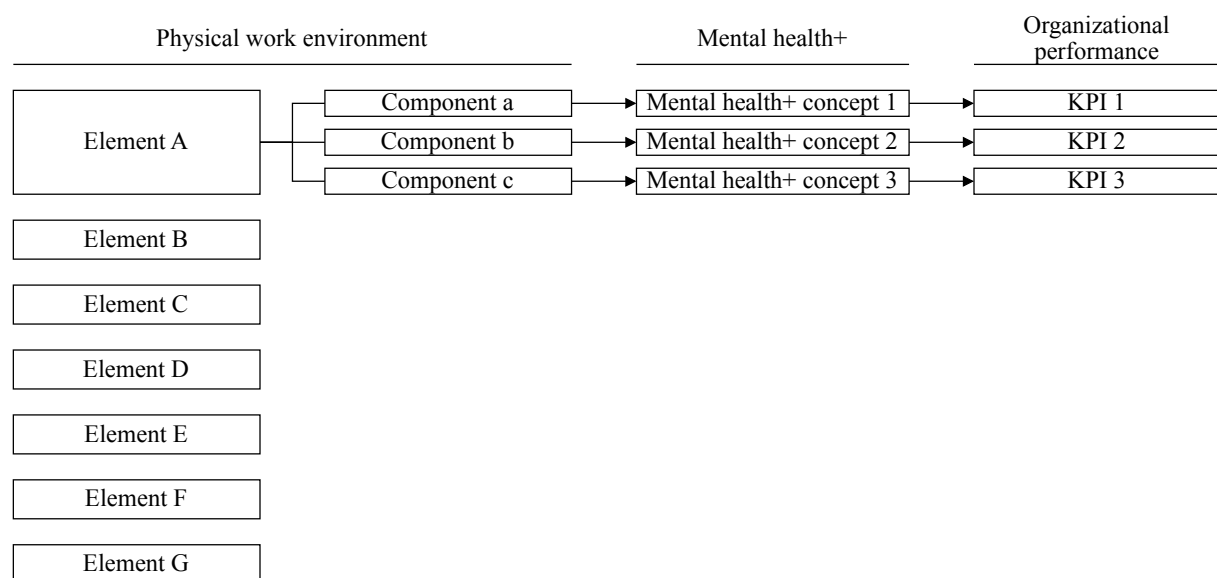 Physical work environment
Mental health+
Organizational
performance
Element A
Component a
Mental health+ concept 1
KPI 1
Component b
Mental health+ concept 2
KPI 2
Component c
Mental health+ concept 3
KPI 3
Element B
Element C
Element D
Element E
Element F
Element G